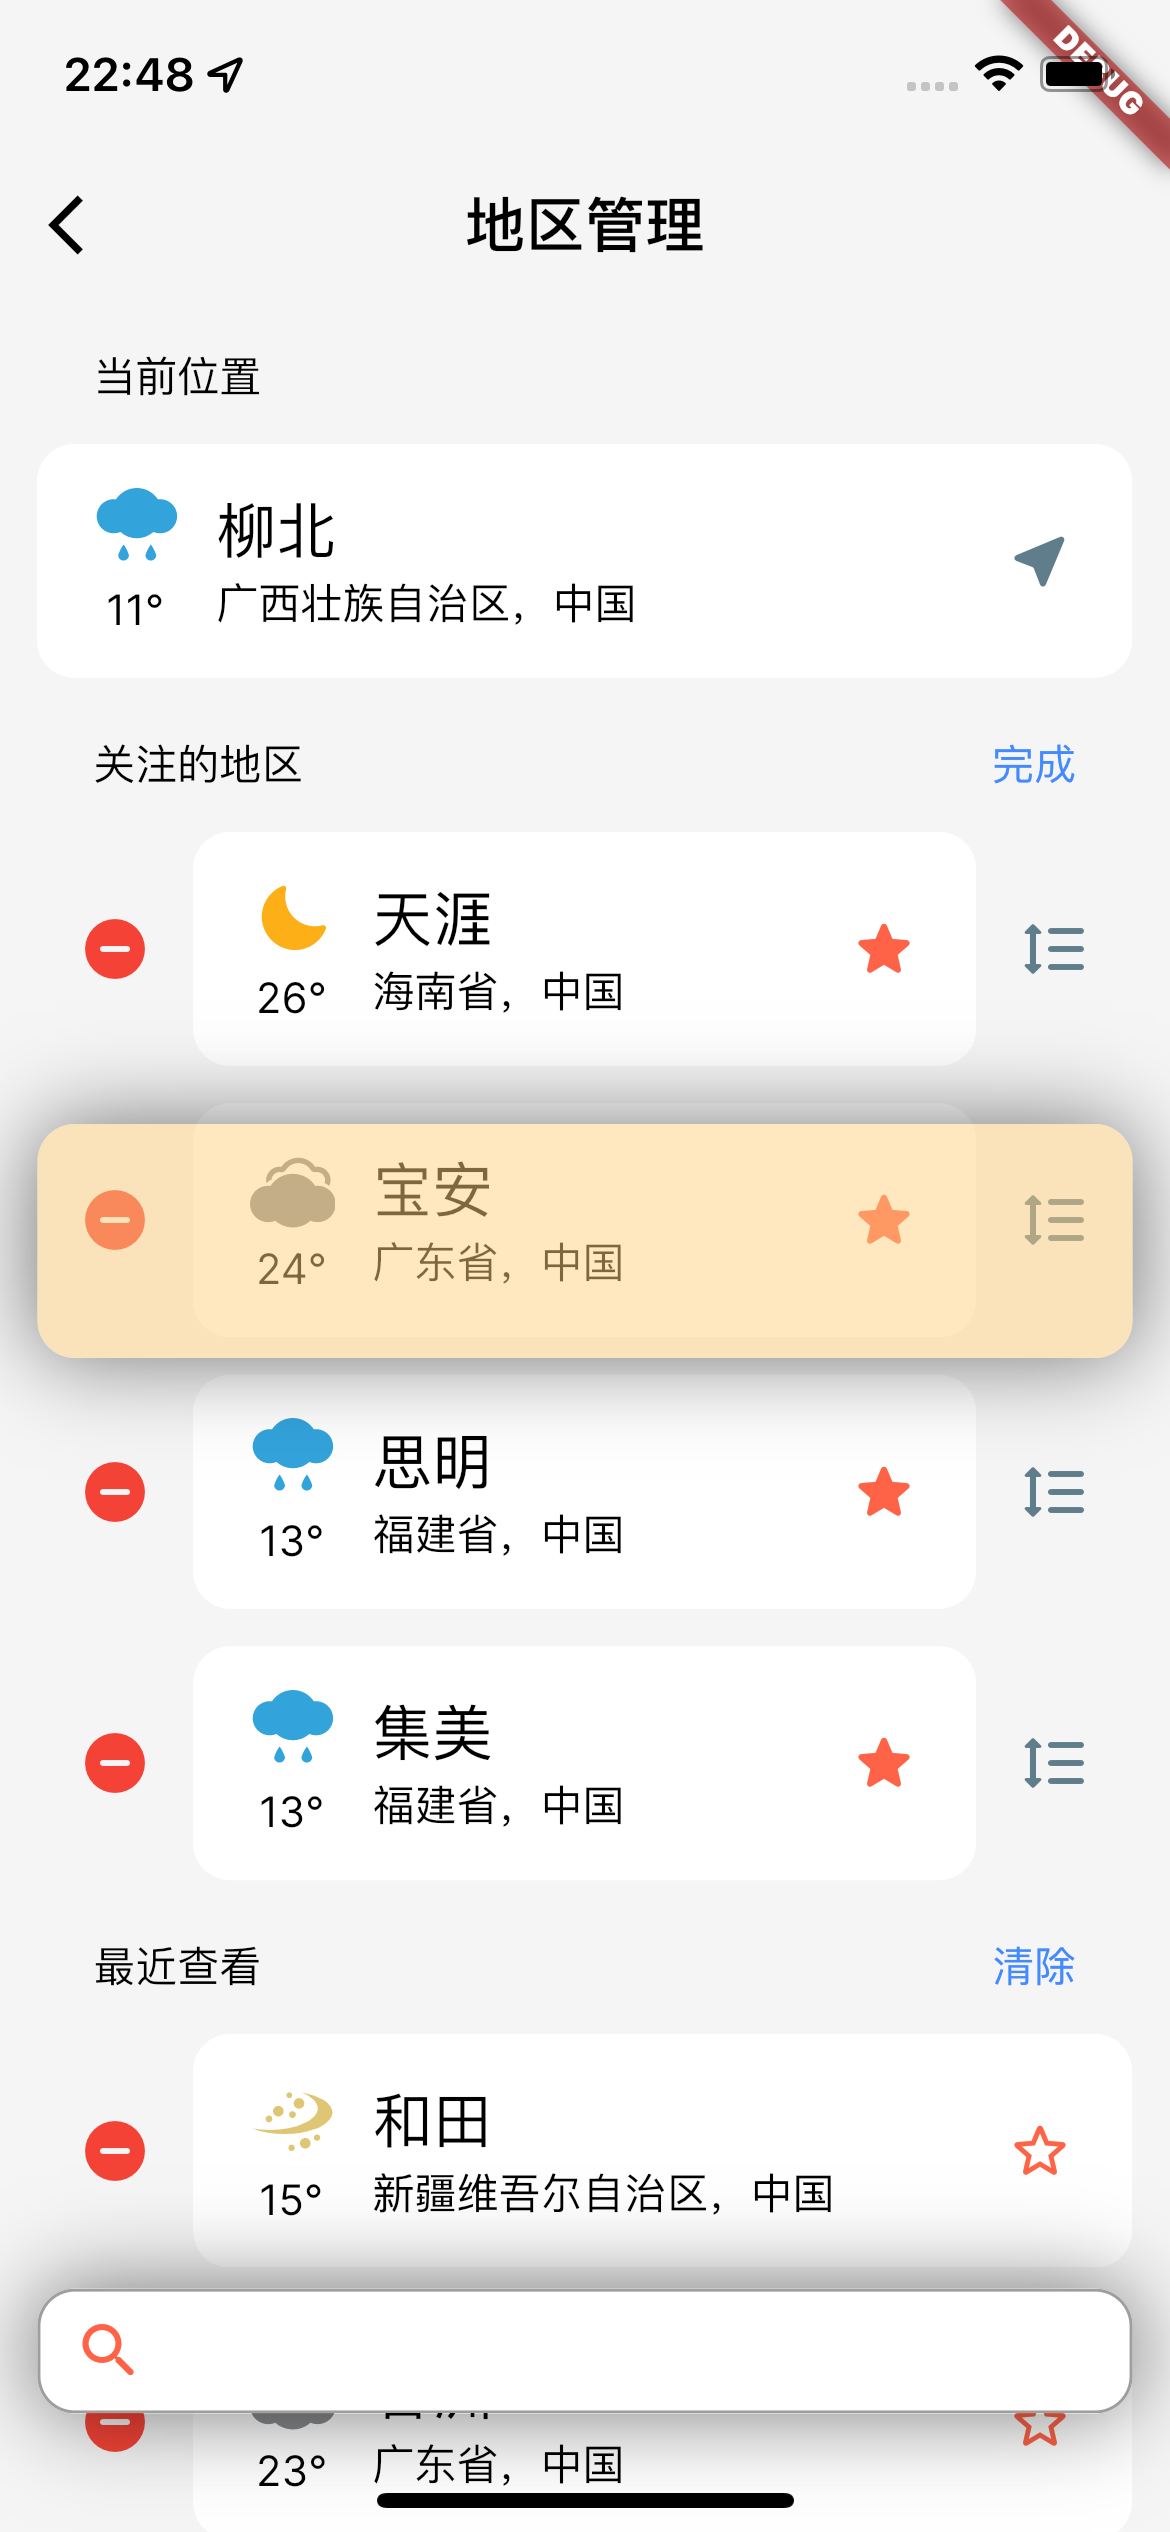 22:48
DEBUG
地区管理
当前位置
柳北
11°
广西壮族自治区，中国
关注的地区
完成
天涯
26°
海南省，中国
宝安
24°
广东省，中国
思明
13°
福建省，中国
集美
13°
福建省，中国
最近查看
清除
和田
15°
新疆维吾尔自治区，中国
23°
广东省，中国